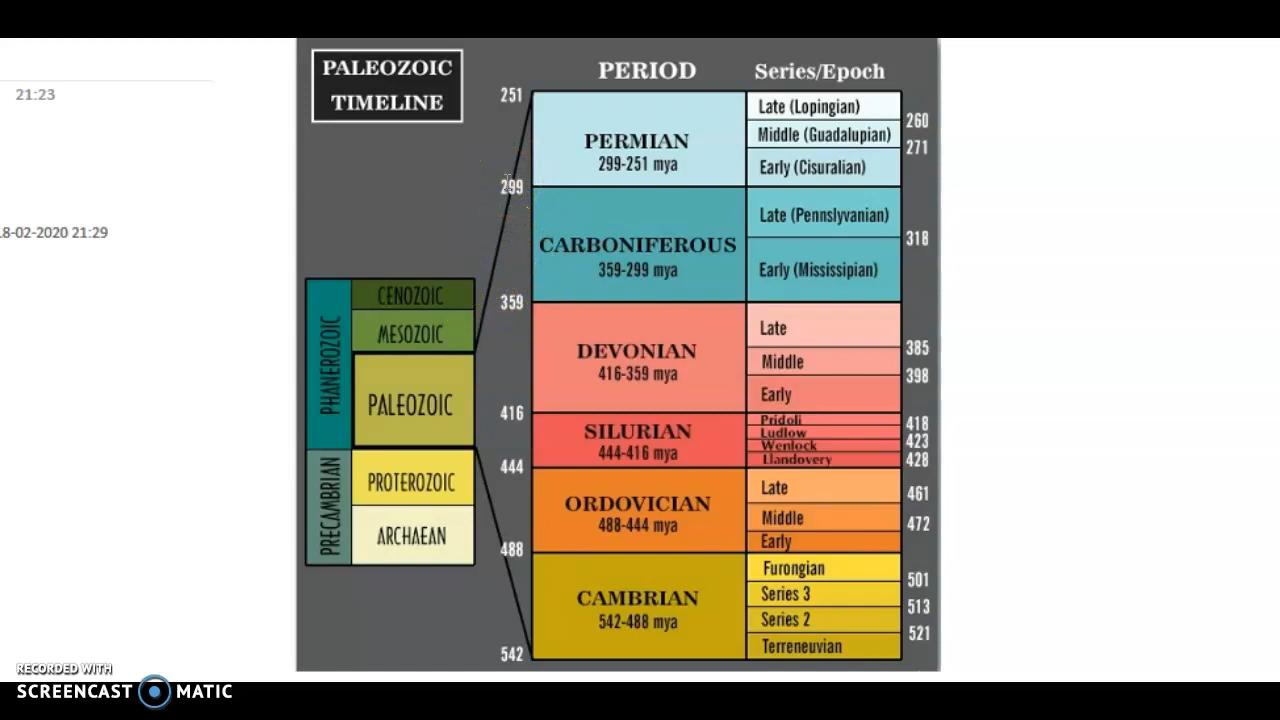 21:23
8-02-2020 21:29
PALEOZOIC
TIMELINE
PERIOD
Series/Epoch
251
PERMIAN
299-251 mya
Late (Lopingian)
260
Middle (Guadalupian)
271
Early (Cisuralian)
299
CARBONIFEROUS
359-299 mya
Late (Pennslyvanian)
318
Early (Mississipian)
359
DEVONIAN
416-359 mya
Late
385
Middle
398
Early
416
SILURIAN
444-416 mya
Pridoli
418
Ludlow
423
Wenlock
428
Llandovery
444
ORDOVICIAN
488-444 mya
Late
461
Middle
472
Early
488
CAMBRIAN
542-488 mya
Furongian
501
Series 3
513
Series 2
521
Terreneuvian
542
PHANEROZOIC
CENOZOIC
MESOZOIC
PALEOZOIC
PRECAMBRIAN
PROTEROZOIC
ARCHAEAN
RECORDED WITH
SCREENCAST MATIC